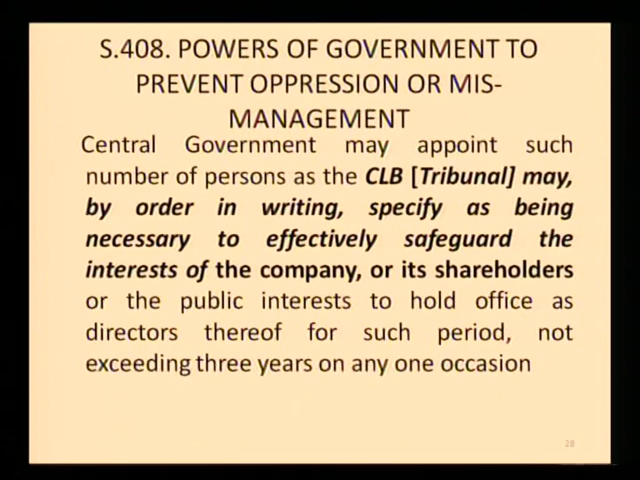 S.408. POWERS OF GOVERNMENT TO
PREVENT OPPRESSION OR MIS-
MANAGEMENT
Central Government may appoint such
number of persons as the CLB [Tribunal] may,
by order in writing, specify as being
necessary to effectively safeguard the
interests of the company, or its shareholders
or the public interests to hold office as
directors thereof for such period, not
exceeding three years on any one occasion
28